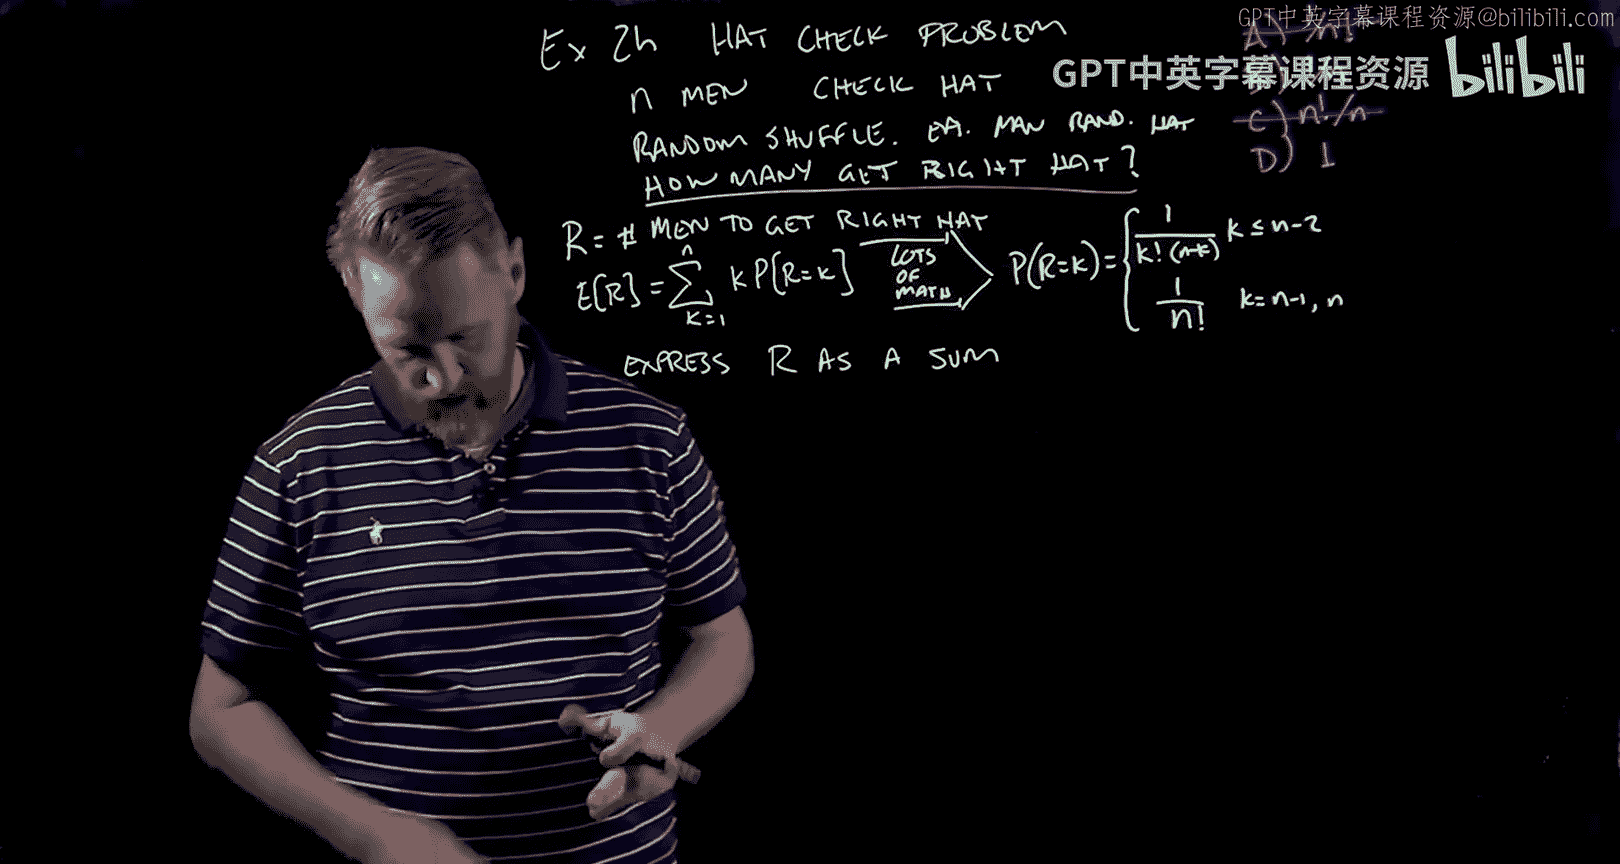 GPT中英字幕课程资源@bilibili.com
GPT中英字幕课程资源 bilibili
Ex 2h HAT CHECK PROBLEM
n MEN CHECK HAT
RANDOM SHUFFLE. EA. MAN RAND. HAT
HOW MANY GET RIGHT HAT?
A) 1/n!
C) n!/n
D) 1
R = # MEN TO GET RIGHT HAT
E[R] = \sum_{k=1}^{n} k P[R=k] LOTS OF MATH P(R=k) = { 1/(k!(n-k)) k ≤ n-2
1/n! k = n-1, n
EXPRESS R AS A SUM